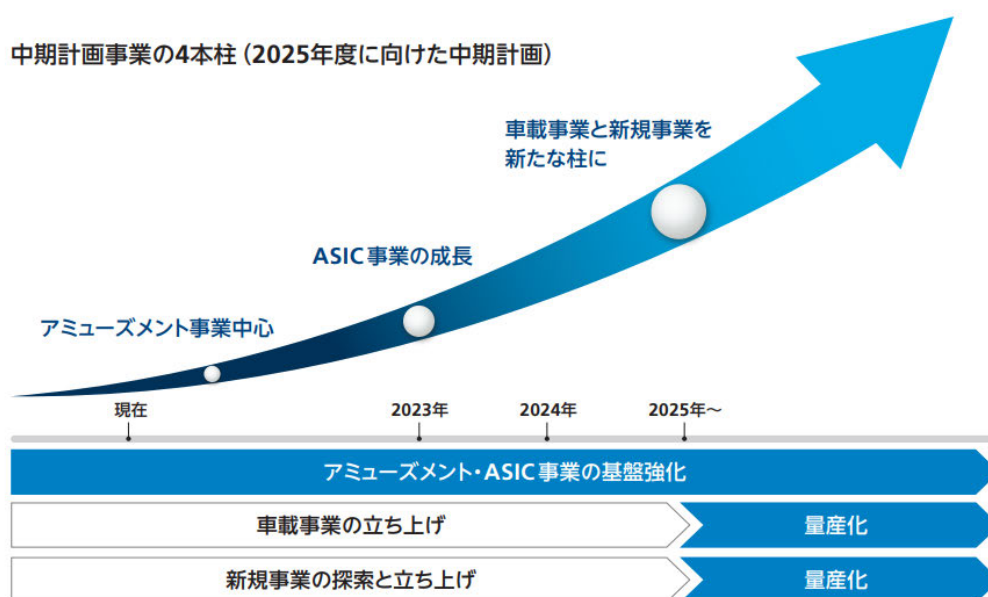 中期計画事業の4本柱（2025年度に向けた中期計画）
車載事業と新規事業を
新たな柱に
ASIC事業の成長
アミューズメント事業中心
現在
2023年
2024年
2025年～
アミューズメント・ASIC事業の基盤強化
車載事業の立ち上げ
量産化
新規事業の探索と立ち上げ
量産化